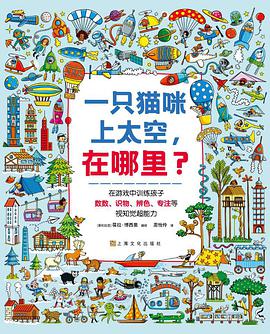 一只猫咪
上太空，
在哪里？
在游戏中训练孩子
数数、识物、辨色、专注等
视知觉超能力
上海文化出版社